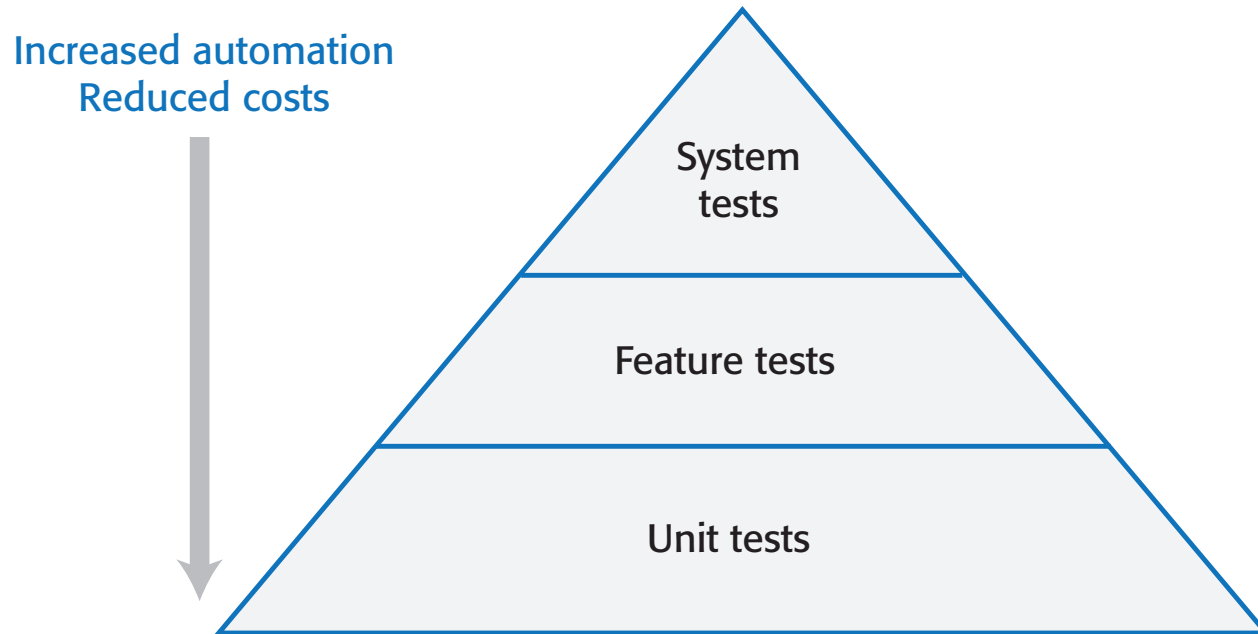 Increased automation
Reduced costs
System
tests
Feature tests
Unit tests